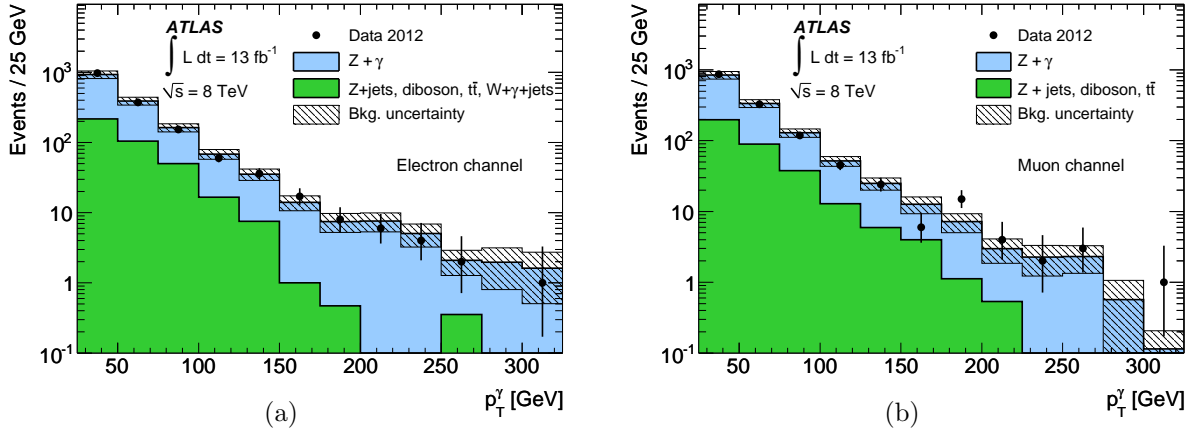 Events / 25 GeV
10³
10²
10
1
10⁻¹
ATLAS
∫ L dt = 13 fb⁻¹
√s = 8 TeV
Data 2012
Z + γ
Z+jets, diboson, tt̄, W+γ+jets
Bkg. uncertainty
Electron channel
50 100 150 200 250 300
p_T^γ [GeV]
(a)
Events / 25 GeV
10³
10²
10
1
10⁻¹
ATLAS
∫ L dt = 13 fb⁻¹
√s = 8 TeV
Data 2012
Z + γ
Z + jets, diboson, tt̄
Bkg. uncertainty
Muon channel
50 100 150 200 250 300
p_T^γ [GeV]
(b)